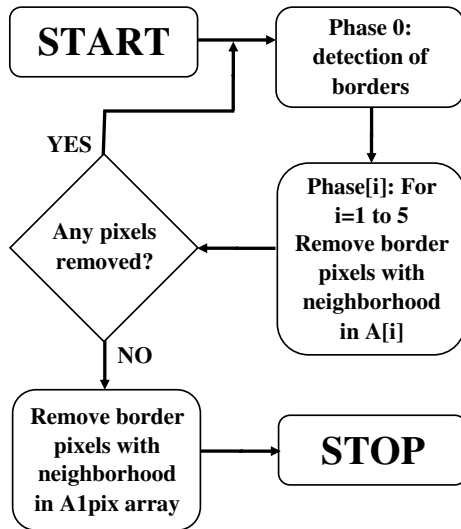 START
Phase 0:
detection of
borders
YES
Phase[i]: For
i=1 to 5
Remove border
pixels with
neighborhood
in A[i]
Any pixels
removed?
NO
Remove border
pixels with
neighborhood
in A1pix array
STOP